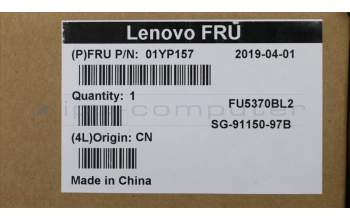 Lenovo FRU
(P)FRU P/N: 01YP157 2019-04-01
Quantity: 1
FU5370BL2
SG-91150-97B
(4L)Origin: CN
Made in China